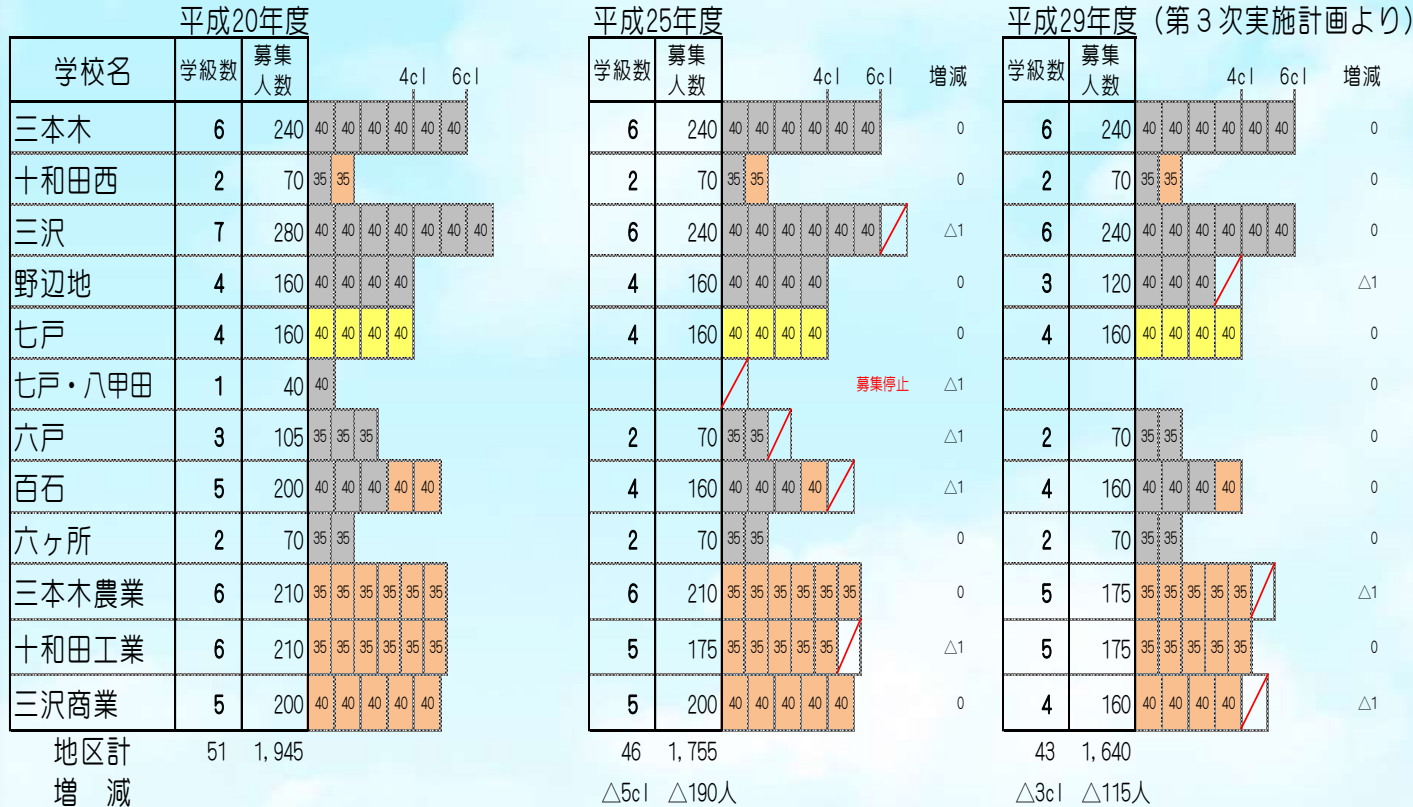 平成20年度 平成25年度 平成29年度（第３次実施計画より）
学校名 学級数 募集人数 4cl 6cl 学級数 募集人数 4cl 6cl 増減 学級数 募集人数 4cl 6cl 増減
三本木 6 240 40 40 40 40 40 40 6 240 40 40 40 40 40 40 0 6 240 40 40 40 40 40 40 0
十和田西 2 70 35 35 2 70 35 35 0 2 70 35 35 0
三沢 7 280 40 40 40 40 40 40 40 6 240 40 40 40 40 40 40 △1 6 240 40 40 40 40 40 40 0
野辺地 4 160 40 40 40 40 4 160 40 40 40 40 0 3 120 40 40 40 △1
七戸 4 160 40 40 40 40 4 160 40 40 40 40 0 4 160 40 40 40 40 0
七戸・八甲田 1 40 40 募集停止 △1 0
六戸 3 105 35 35 35 2 70 35 35 △1 2 70 35 35 0
百石 5 200 40 40 40 40 40 4 160 40 40 40 40 △1 4 160 40 40 40 40 0
六ヶ所 2 70 35 35 2 70 35 35 0 2 70 35 35 0
三本木農業 6 210 35 35 35 35 35 35 6 210 35 35 35 35 35 35 0 5 175 35 35 35 35 35 △1
十和田工業 6 210 35 35 35 35 35 35 5 175 35 35 35 35 35 △1 5 175 35 35 35 35 35 0
三沢商業 5 200 40 40 40 40 40 5 200 40 40 40 40 40 0 4 160 40 40 40 40 △1
地区計 51 1,945 46 1,755 43 1,640
増 減 △5cl △190人 △3cl △115人